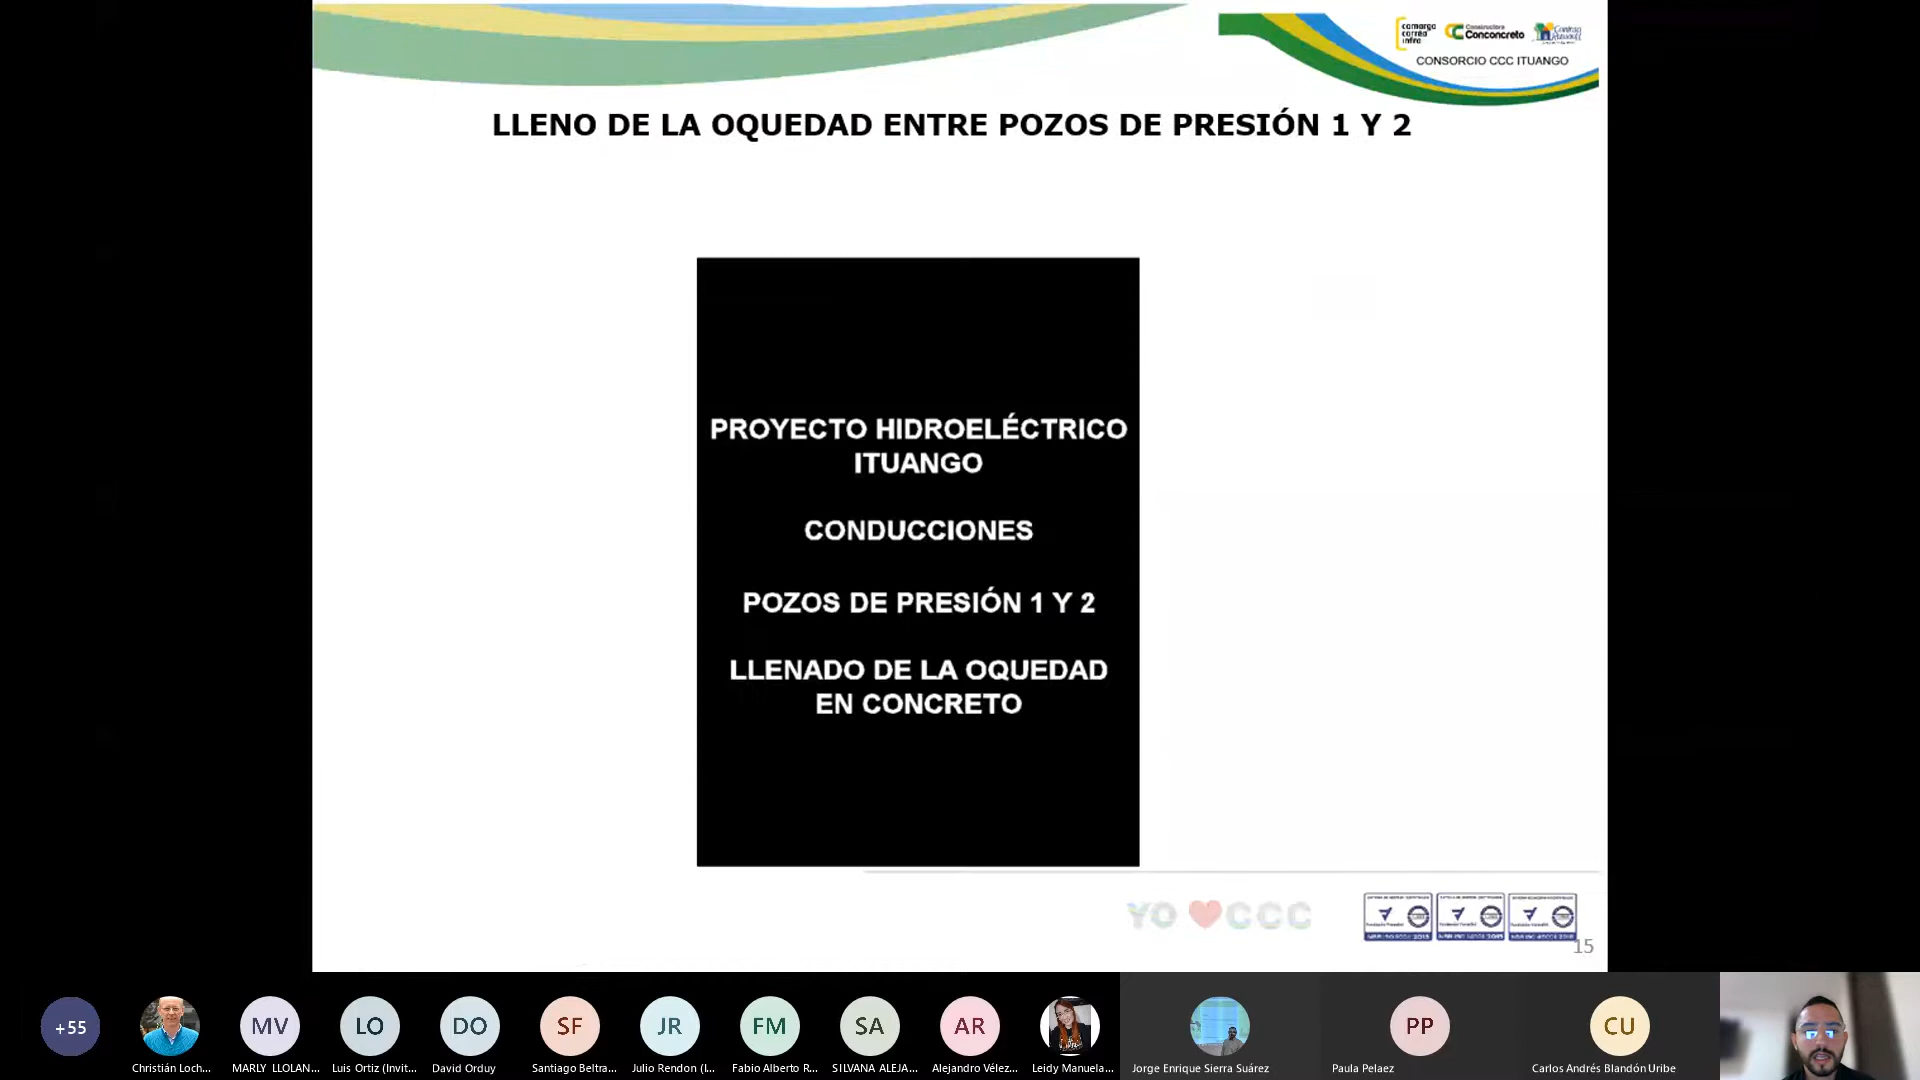 camargo
corrêa
infra
Constructora
Conconcreto
CONSORCIO CCC ITUANGO
LLENO DE LA OQUEDAD ENTRE POZOS DE PRESIÓN 1 Y 2
PROYECTO HIDROELÉCTRICO
ITUANGO
CONDUCCIONES
POZOS DE PRESIÓN 1 Y 2
LLENADO DE LA OQUEDAD
EN CONCRETO
YO ❤CCC
15
+55
MV
LO
DO
SF
JR
FM
SA
AR
PP
CU
Christián Loch...
MARLY LLOLAN...
Luis Ortiz (Invit...
David Orduy
Santiago Beltra...
Julio Rendon (I...
Fabio Alberto R...
SILVANA ALEJA...
Alejandro Vélez...
Leidy Manuela...
Jorge Enrique Sierra Suárez
Paula Pelaez
Carlos Andrés Blandón Uribe